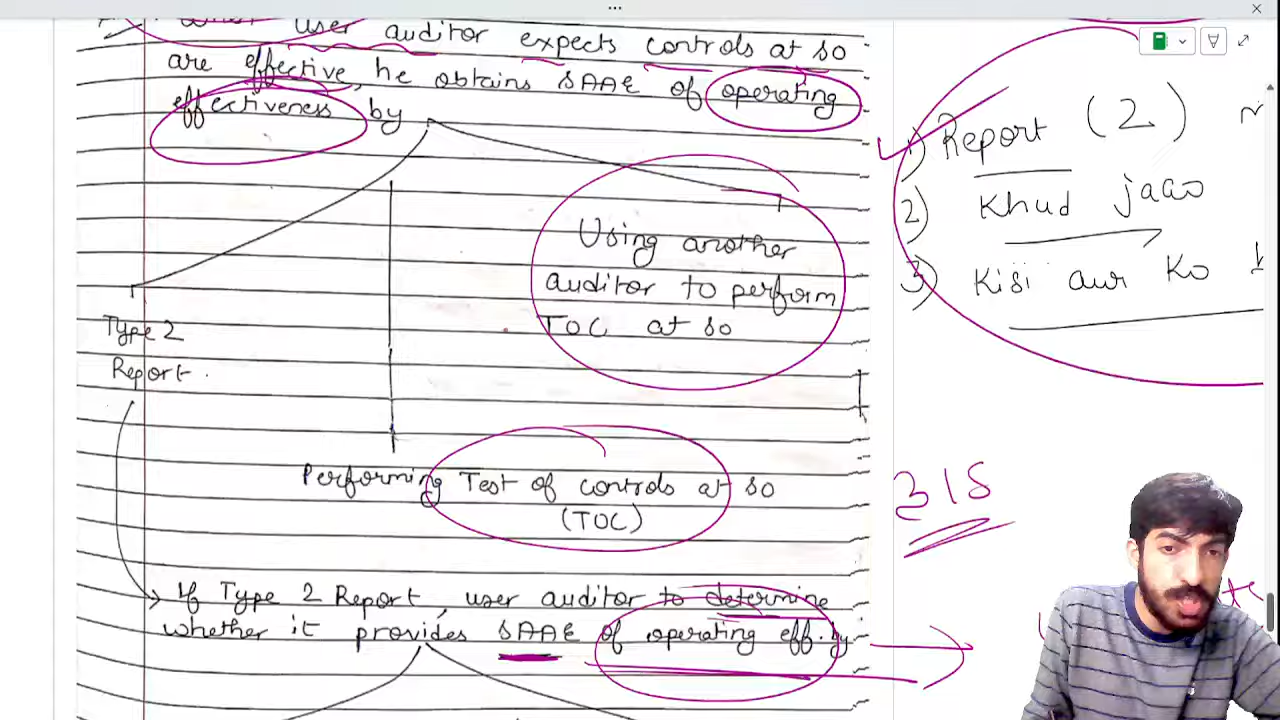 user auditor expects controls at so
are effective, he obtains SAAE of operating
effectiveness by
Using another
auditor to perform
TOC at so
Type 2
Report.
Performing Test of controls at so
(TOC)
→ If Type 2 Report, user auditor to determine
whether it provides SAAE of operating eff. by
1) Report (2)
2) Khud jaao
3) Kisi aur Ko
315